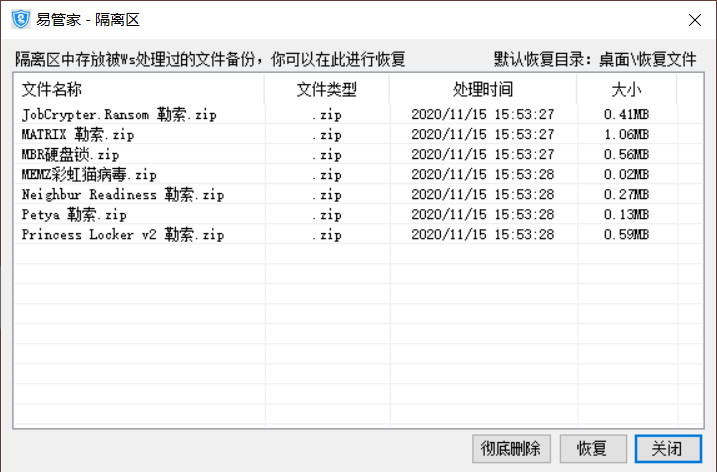 易管家 - 隔离区
隔离区中存放被Ws处理过的文件备份，你可以在此进行恢复 默认恢复目录：桌面\恢复文件
文件名称 文件类型 处理时间 大小
JobCrypter.Ransom 勒索.zip .zip 2020/11/15 15:53:27 0.41MB
MATRIX 勒索.zip .zip 2020/11/15 15:53:27 1.06MB
MBR硬盘锁.zip .zip 2020/11/15 15:53:27 0.56MB
MEMZ彩虹猫病毒.zip .zip 2020/11/15 15:53:28 0.02MB
Neighbur Readiness 勒索.zip .zip 2020/11/15 15:53:28 0.27MB
Petya 勒索.zip .zip 2020/11/15 15:53:28 0.13MB
Princess Locker v2 勒索.zip .zip 2020/11/15 15:53:28 0.59MB
彻底删除 恢复 关闭